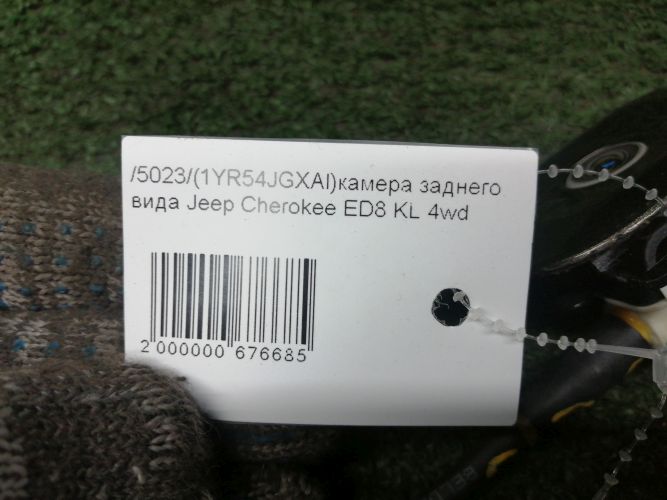 /5023/(1YR54JGXAI)камера заднего
вида Jeep Cherokee ED8 KL 4wd
2 000000 676685